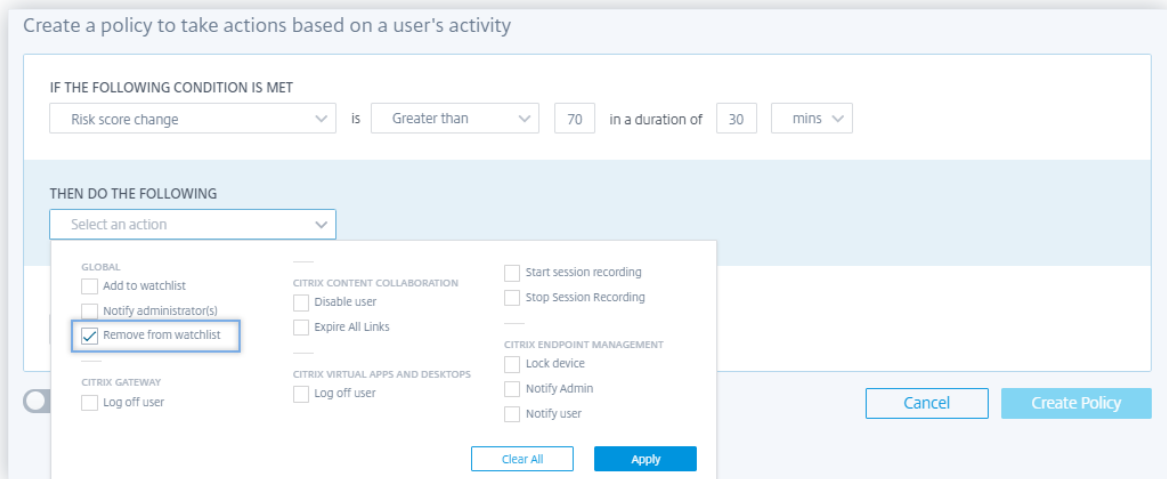 Create a policy to take actions based on a user's activity
IF THE FOLLOWING CONDITION IS MET
Risk score change is Greater than 70 in a duration of 30 mins
THEN DO THE FOLLOWING
Select an action
GLOBAL
Add to watchlist
Notify administrator(s)
Remove from watchlist
CITRIX GATEWAY
Log off user
CITRIX CONTENT COLLABORATION
Disable user
Expire All Links
CITRIX VIRTUAL APPS AND DESKTOPS
Log off user
Start session recording
Stop Session Recording
CITRIX ENDPOINT MANAGEMENT
Lock device
Notify Admin
Notify user
Clear All
Apply
Cancel
Create Policy